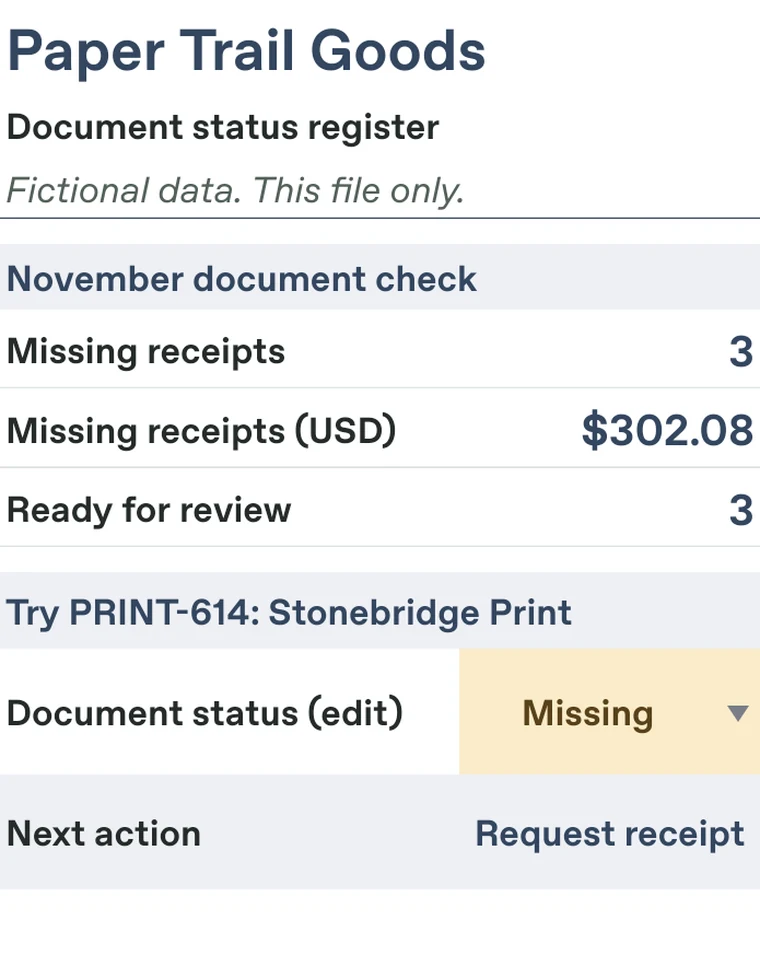 Paper Trail Goods
Document status register
Fictional data. This file only.
November document check
Missing receipts 3
Missing receipts (USD) $302.08
Ready for review 3
Try PRINT-614: Stonebridge Print
Document status (edit) Missing ▼
Next action Request receipt